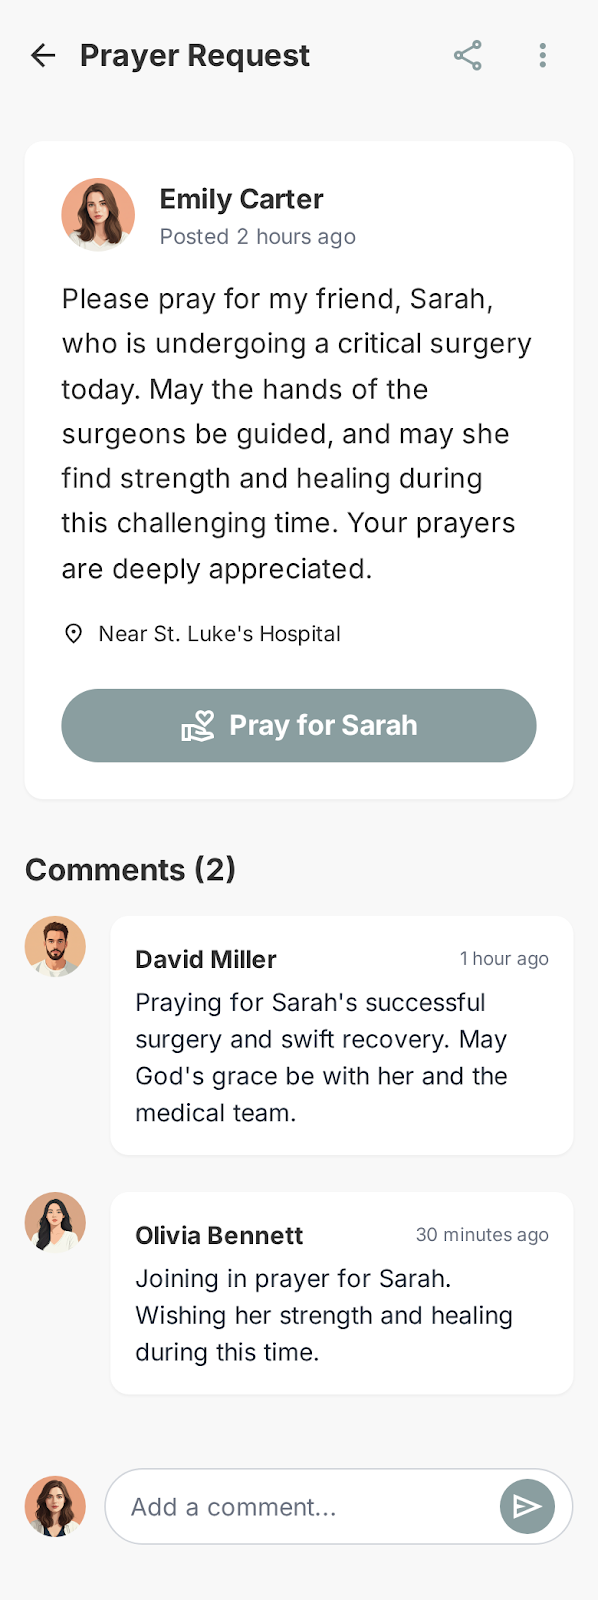 Prayer Request
Emily Carter
Posted 2 hours ago
Please pray for my friend, Sarah,
who is undergoing a critical surgery
today. May the hands of the
surgeons be guided, and may she
find strength and healing during
this challenging time. Your prayers
are deeply appreciated.
Near St. Luke's Hospital
Pray for Sarah
Comments (2)
David Miller
1 hour ago
Praying for Sarah's successful
surgery and swift recovery. May
God's grace be with her and the
medical team.
Olivia Bennett
30 minutes ago
Joining in prayer for Sarah.
Wishing her strength and healing
during this time.
Add a comment...